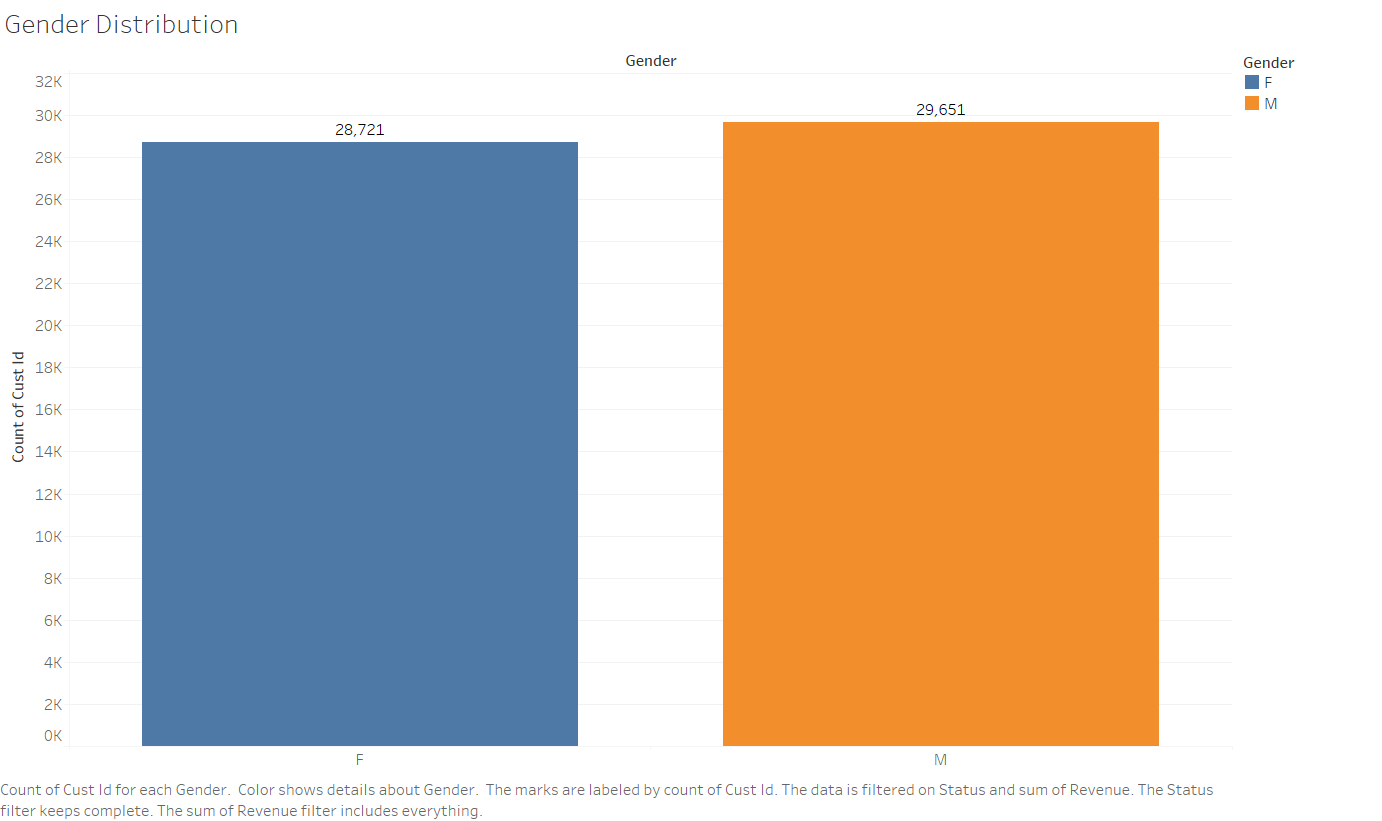 Gender Distribution
Gender
Gender
F
M
32K
30K
28K
26K
24K
22K
20K
18K
16K
14K
12K
10K
8K
6K
4K
2K
0K
Count of Cust Id
28,721
29,651
F
M
Count of Cust Id for each Gender.  Color shows details about Gender.  The marks are labeled by count of Cust Id. The data is filtered on Status and sum of Revenue. The Status
filter keeps complete. The sum of Revenue filter includes everything.